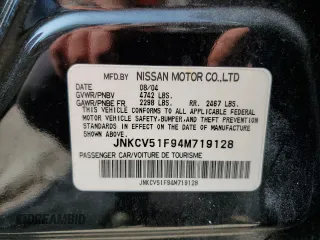 MFD.BY NISSAN MOTOR CO.,LTD
DATE 08/04
GVWR/PNBV 4742 LBS.
GAWR/PNBE FR. 2298 LBS. RR. 2467 LBS.
THIS VEHICLE CONFORMS TO ALL APPLICABLE FEDERAL
MOTOR VEHICLE SAFETY,BUMPER,AND THEFT PREVENTION
STANDARDS IN EFFECT ON THE DATE OF MANUFACTURE
SHOWN ABOVE.
JNKCV51F94M719128
PASSENGER CAR/VOITURE DE TOURISME
JNKCV51F94M719128
DREAMBID